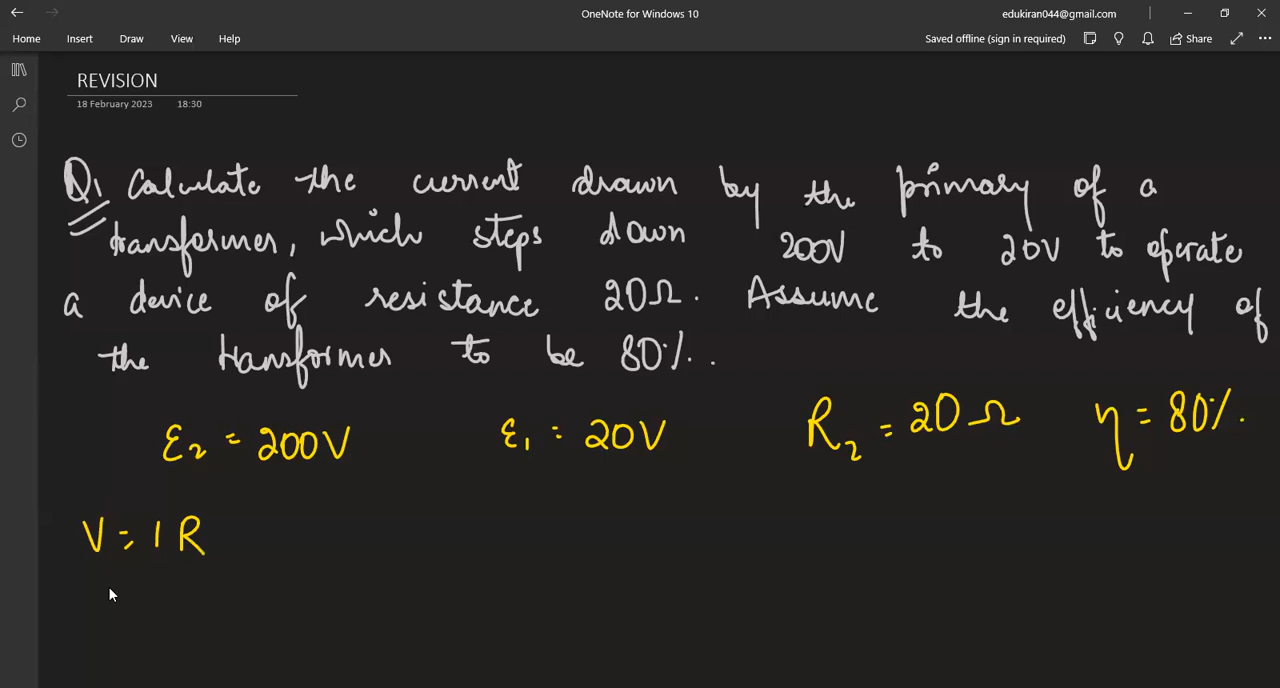 OneNote for Windows 10
edukiran044@gmail.com
Home Insert Draw View Help
Saved offline (sign in required)
Share
REVISION
18 February 2023 18:30
Q1 Calculate the current drawn by the primary of a
transformer, which steps down 200V to 20V to operate
a device of resistance 20Ω. Assume the efficiency of
the transformer to be 80%.
ε2 = 200V ε1 = 20V R2 = 20Ω η = 80%.
V = I R